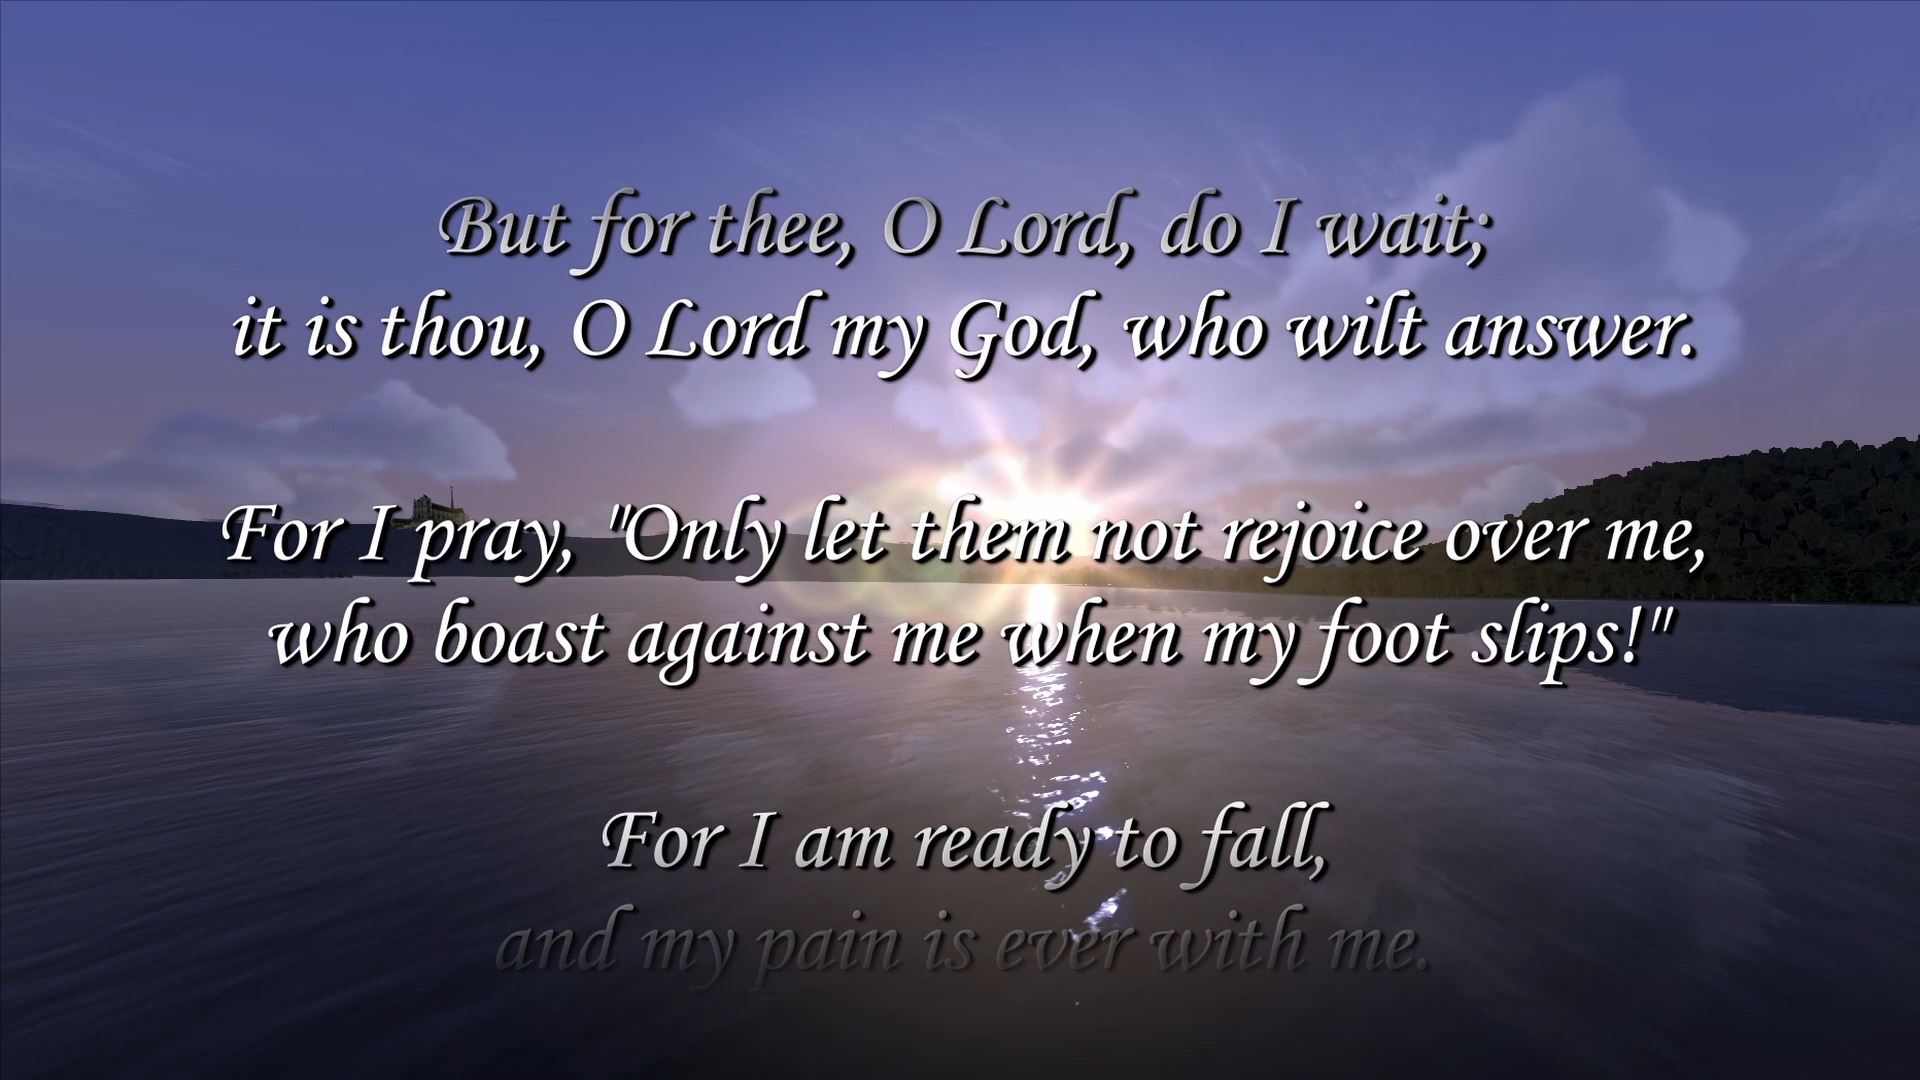 But for thee, O Lord, do I wait;
it is thou, O Lord my God, who wilt answer.
For I pray, "Only let them not rejoice over me,
who boast against me when my foot slips!"
For I am ready to fall,
and my pain is ever with me.